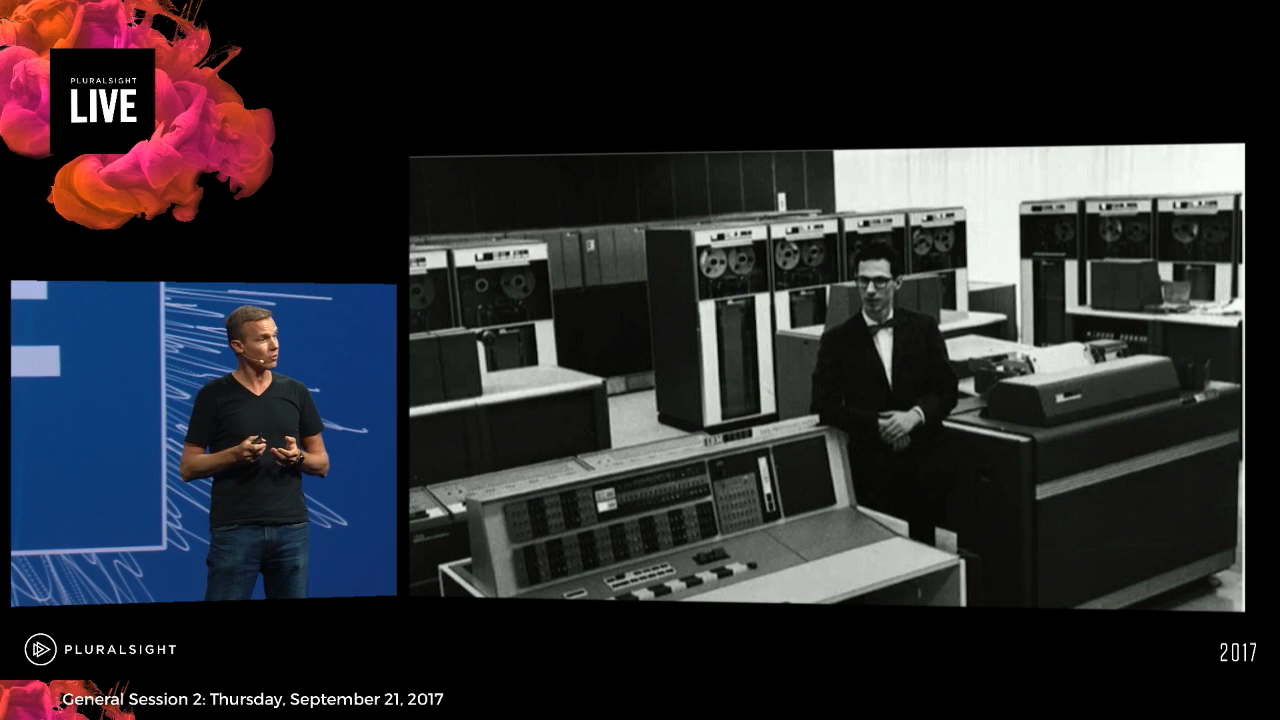 PLURALSIGHT
LIVE
PLURALSIGHT
2017
General Session 2: Thursday, September 21, 2017